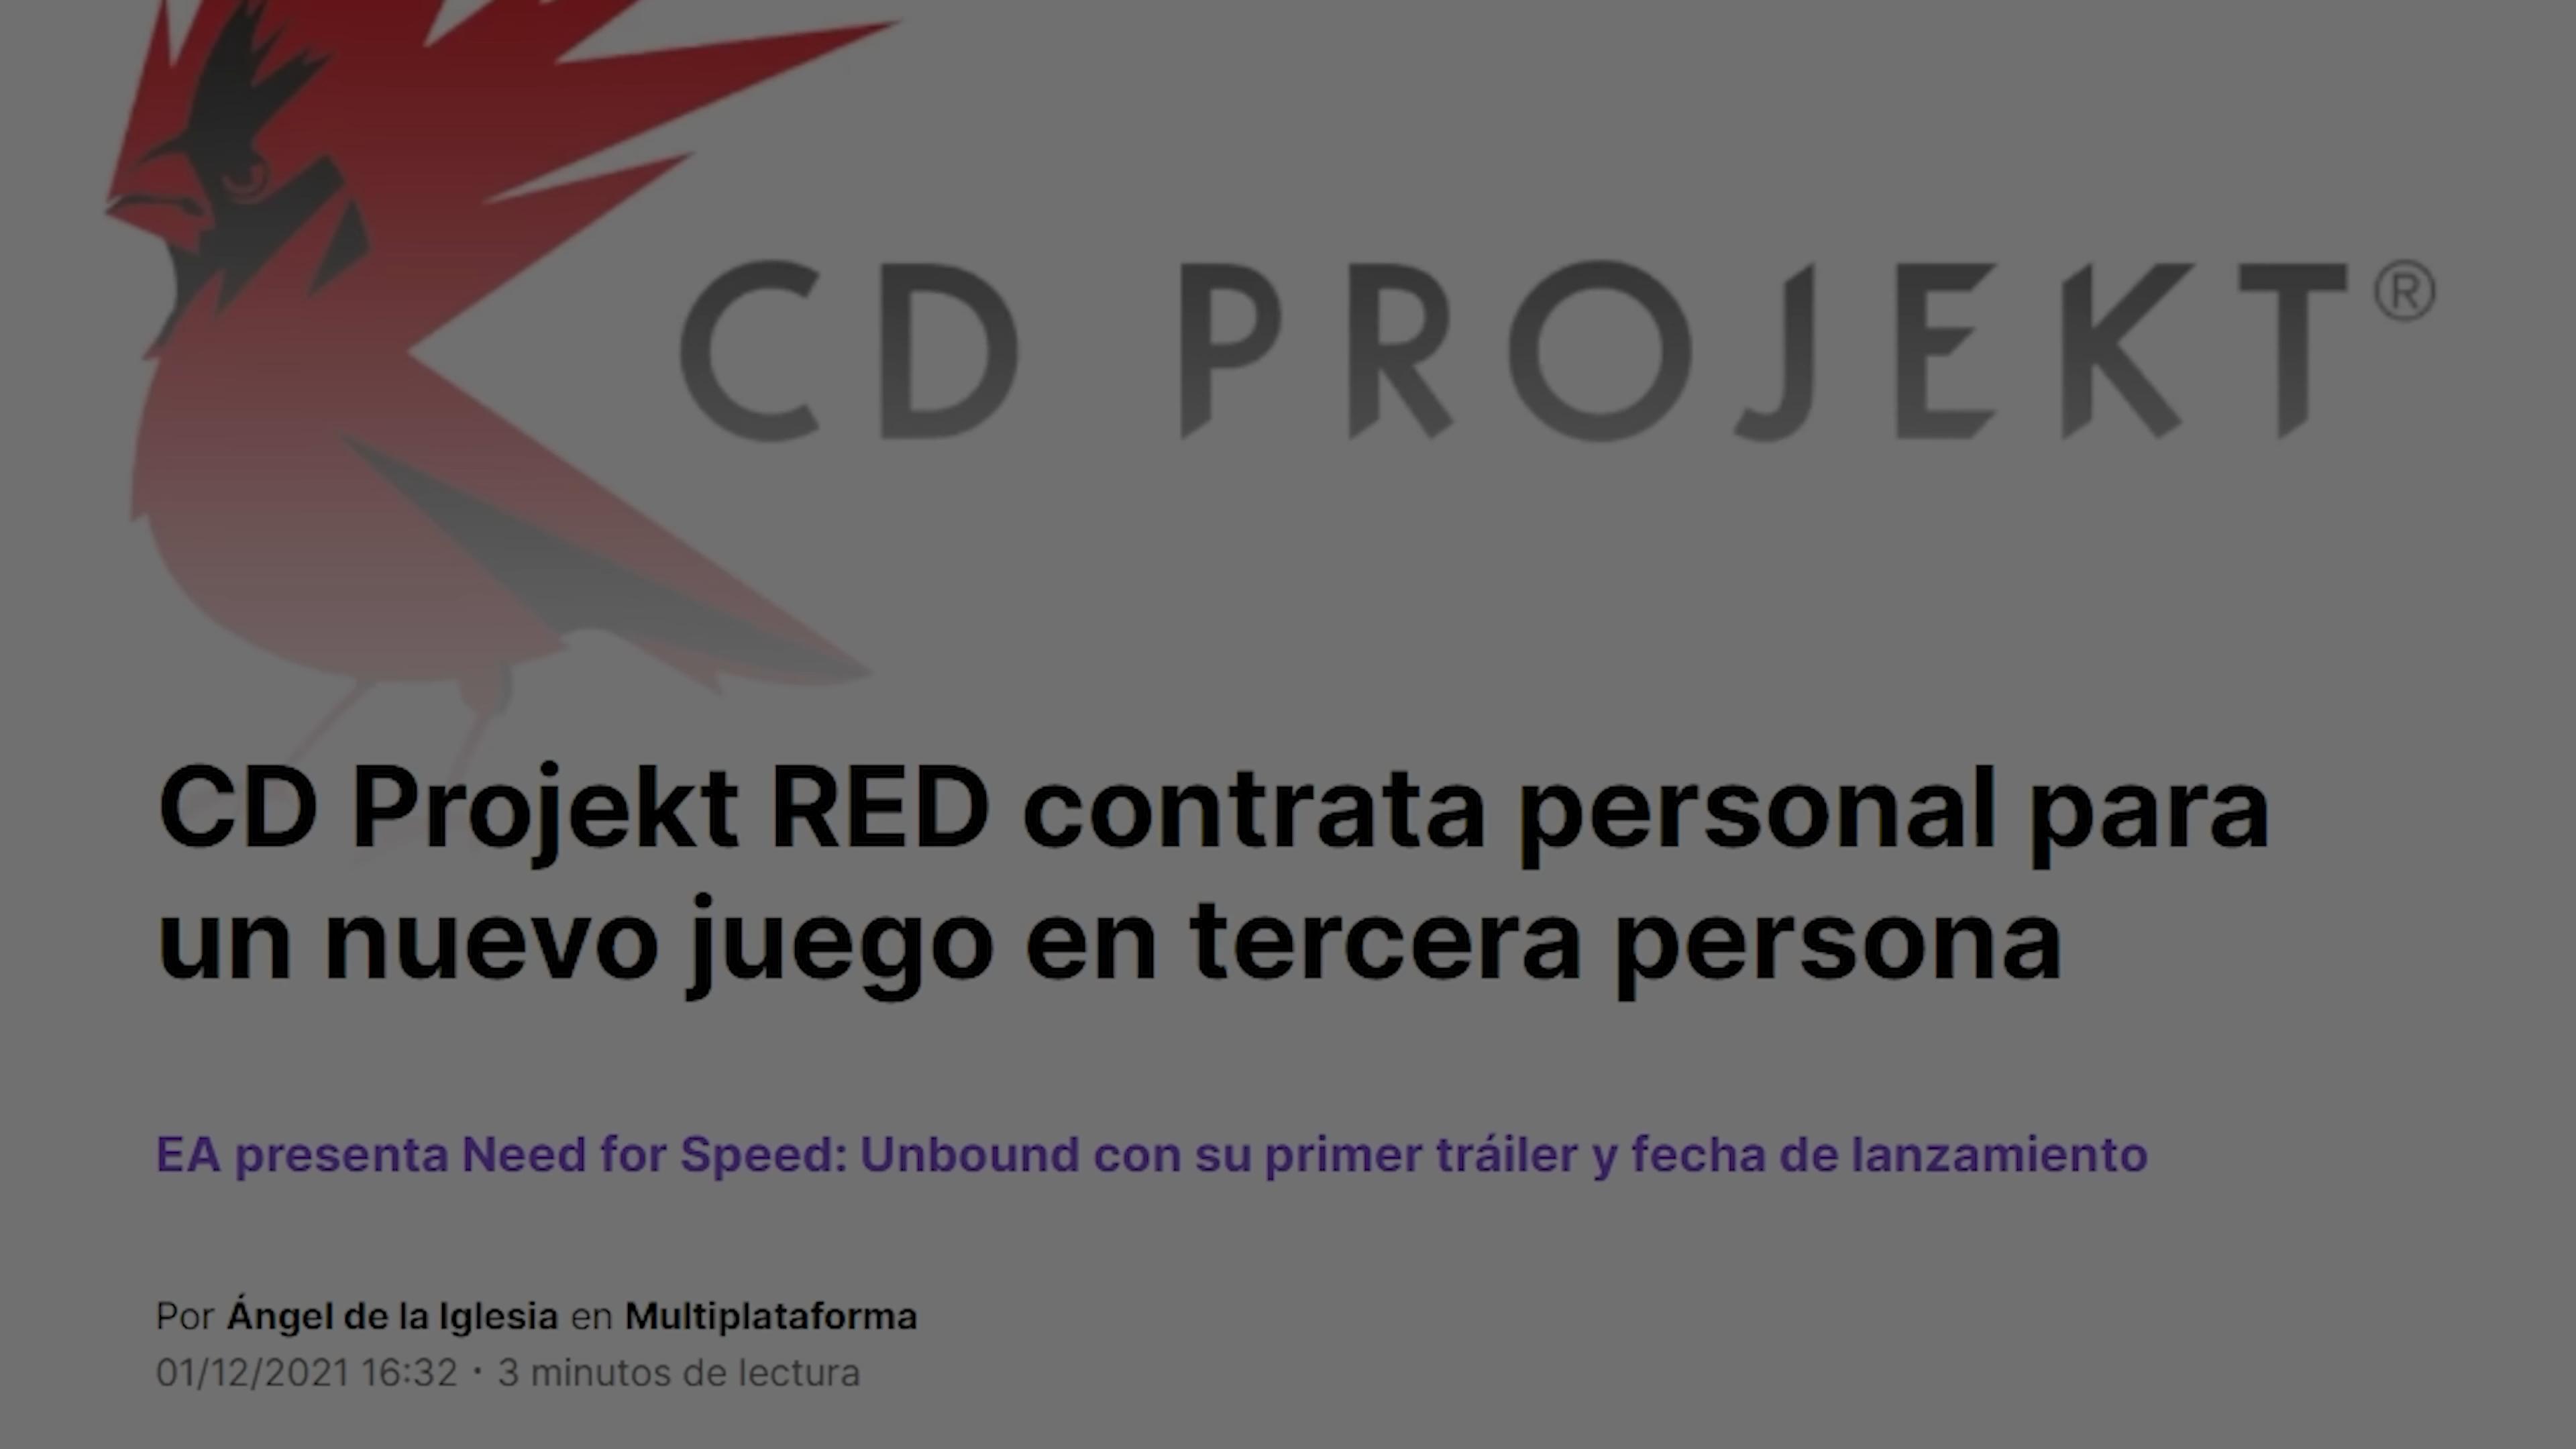 CD PROJEKT®
CD Projekt RED contrata personal para
un nuevo juego en tercera persona
EA presenta Need for Speed: Unbound con su primer tráiler y fecha de lanzamiento
Por Ángel de la Iglesia en Multiplataforma
01/12/2021 16:32 · 3 minutos de lectura